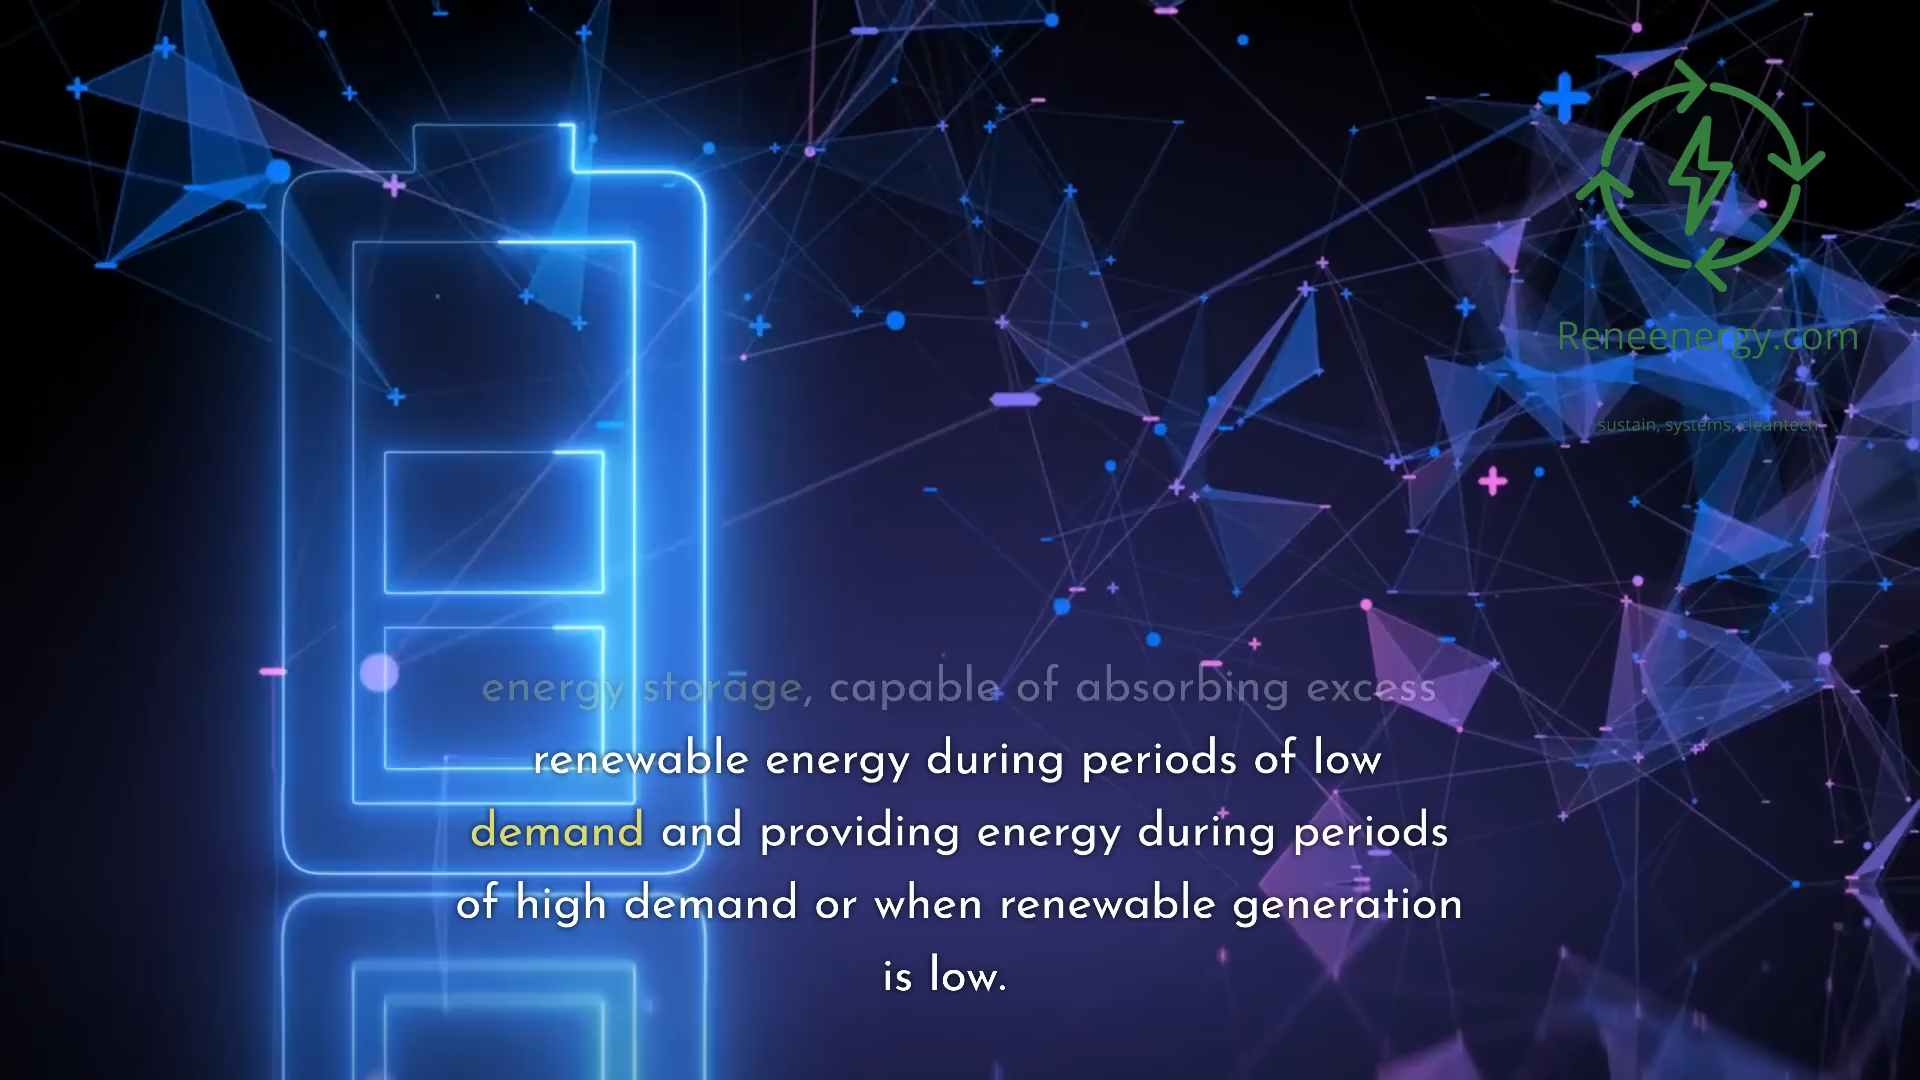 Reneenergy.com
sustain, systems, cleantech
energy storage, capable of absorbing excess
renewable energy during periods of low
demand and providing energy during periods
of high demand or when renewable generation
is low.